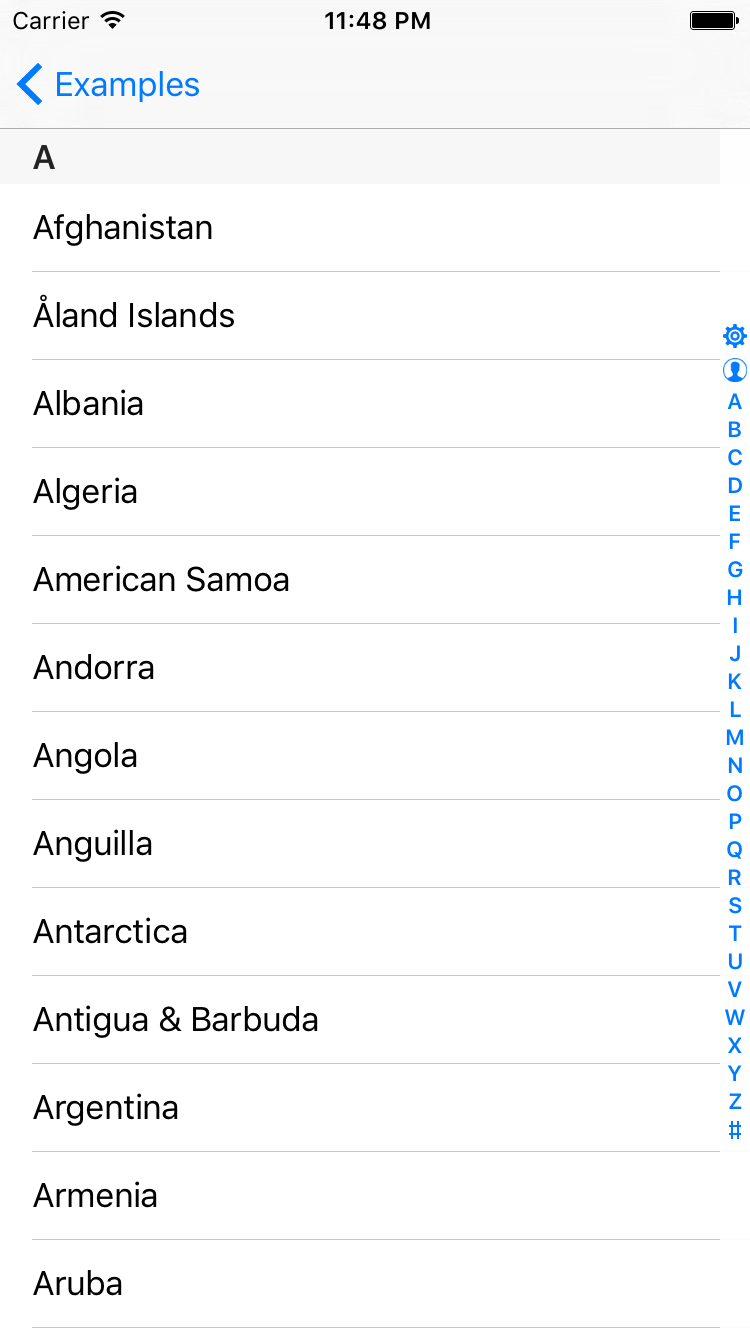 Carrier 11:48 PM
Examples
A
Afghanistan
Åland Islands
Albania
Algeria
American Samoa
Andorra
Angola
Anguilla
Antarctica
Antigua & Barbuda
Argentina
Armenia
Aruba
A
B
C
D
E
F
G
H
I
J
K
L
M
N
O
P
Q
R
S
T
U
V
W
X
Y
Z
#